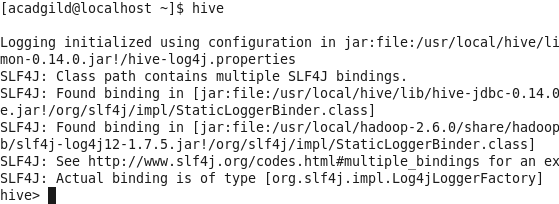 [acadgild@localhost ~]$ hive
Logging initialized using configuration in jar:file:/usr/local/hive/li
mon-0.14.0.jar!/hive-log4j.properties
SLF4J: Class path contains multiple SLF4J bindings.
SLF4J: Found binding in [jar:file:/usr/local/hive/lib/hive-jdbc-0.14.0
e.jar!/org/slf4j/impl/StaticLoggerBinder.class]
SLF4J: Found binding in [jar:file:/usr/local/hadoop-2.6.0/share/hadoop
b/slf4j-log4j12-1.7.5.jar!/org/slf4j/impl/StaticLoggerBinder.class]
SLF4J: See http://www.slf4j.org/codes.html#multiple_bindings for an ex
SLF4J: Actual binding is of type [org.slf4j.impl.Log4jLoggerFactory]
hive>